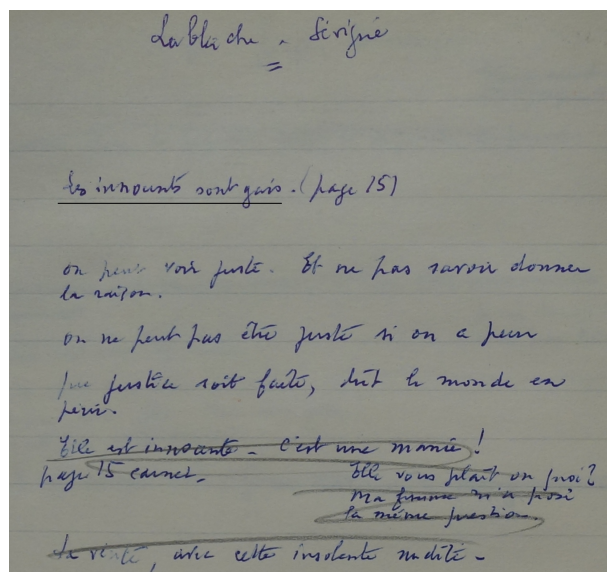 Lablache - Sévigné
Les innocents sont gais. (page 15)
on peut voir juste. Et ne pas savoir donner
la raison.
on ne peut pas être juste si on a peur
que justice soit faite, dût le monde en
périr.
Elle est innocente - C'est une manie !
page 15 carnet.
Elle vous plaît ou quoi?
Ma femme m'a posé
la même question.
La vérité, avec cette insolente nudité -